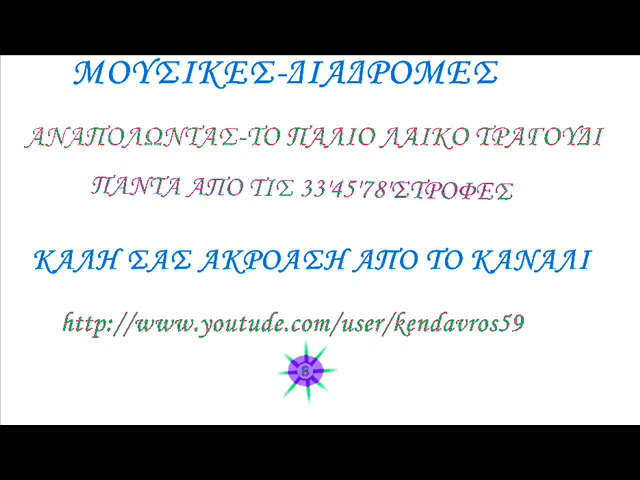 ΜΟΥΣΙΚΕΣ-ΔΙΑΔΡΟΜΕΣ
ΑΝΑΠΟΛΩΝΤΑΣ-ΤΟ ΠΑΛΙΟ ΛΑΙΚΟ ΤΡΑΓΟΥΔΙ
ΠΑΝΤΑ ΑΠΟ ΤΙΣ 33'45'78'ΣΤΡΟΦΕΣ
ΚΑΛΗ ΣΑΣ ΑΚΡΟΑΣΗ ΑΠΟ ΤΟ ΚΑΝΑΛΙ
http://www.youtude.com/user/kendavros59
8